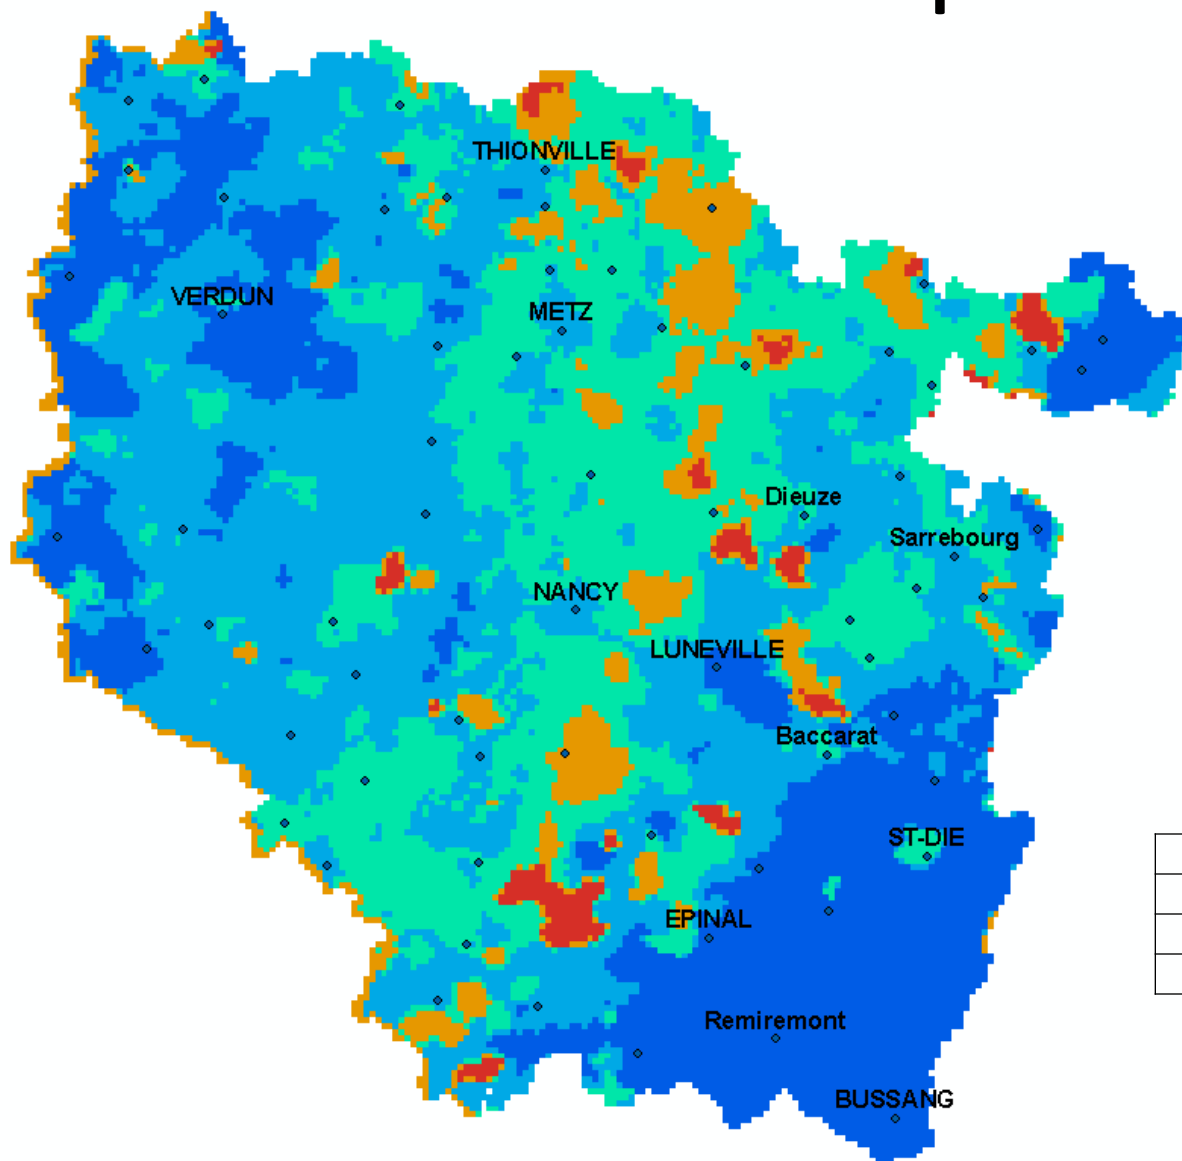 THIONVILLE
VERDUN
METZ
Dieuze
Sarrebourg
NANCY
LUNEVILLE
Baccarat
ST-DIE
EPINAL
Remiremont
BUSSANG